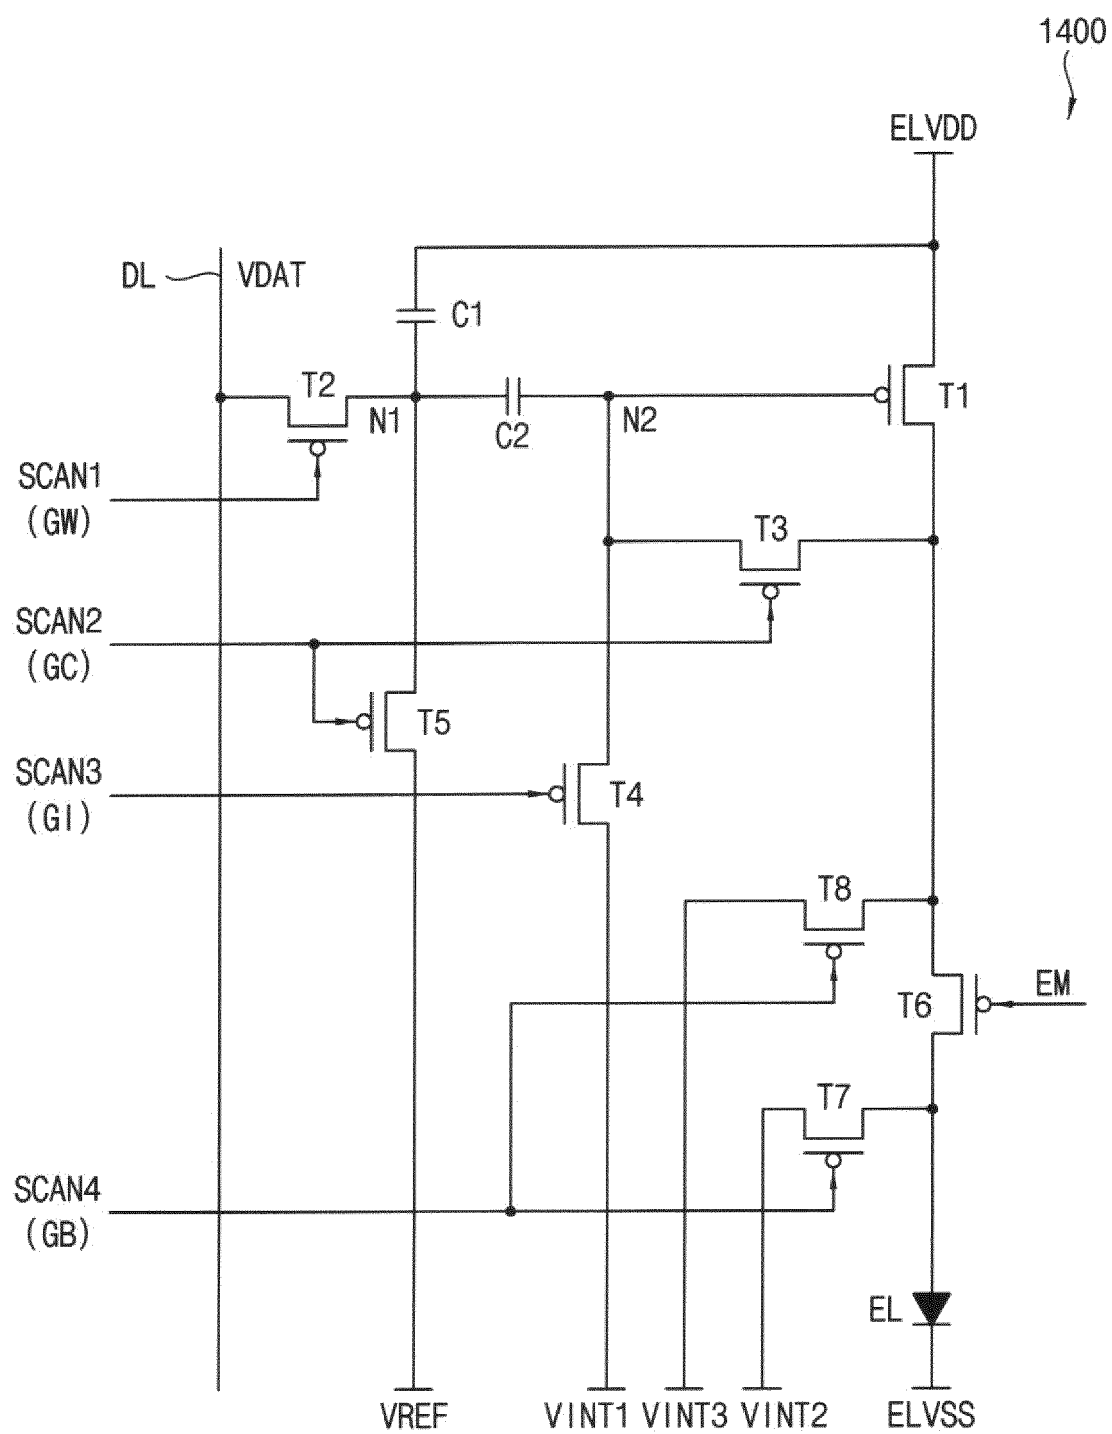 1400
ELVDD
DL
VDAT
C1
T2
N1
C2
N2
T1
SCAN1
(GW)
T3
SCAN2
(GC)
T5
SCAN3
(GI)
T4
T8
T6
EM
T7
SCAN4
(GB)
EL
VREF
VINT1
VINT3
VINT2
ELVSS